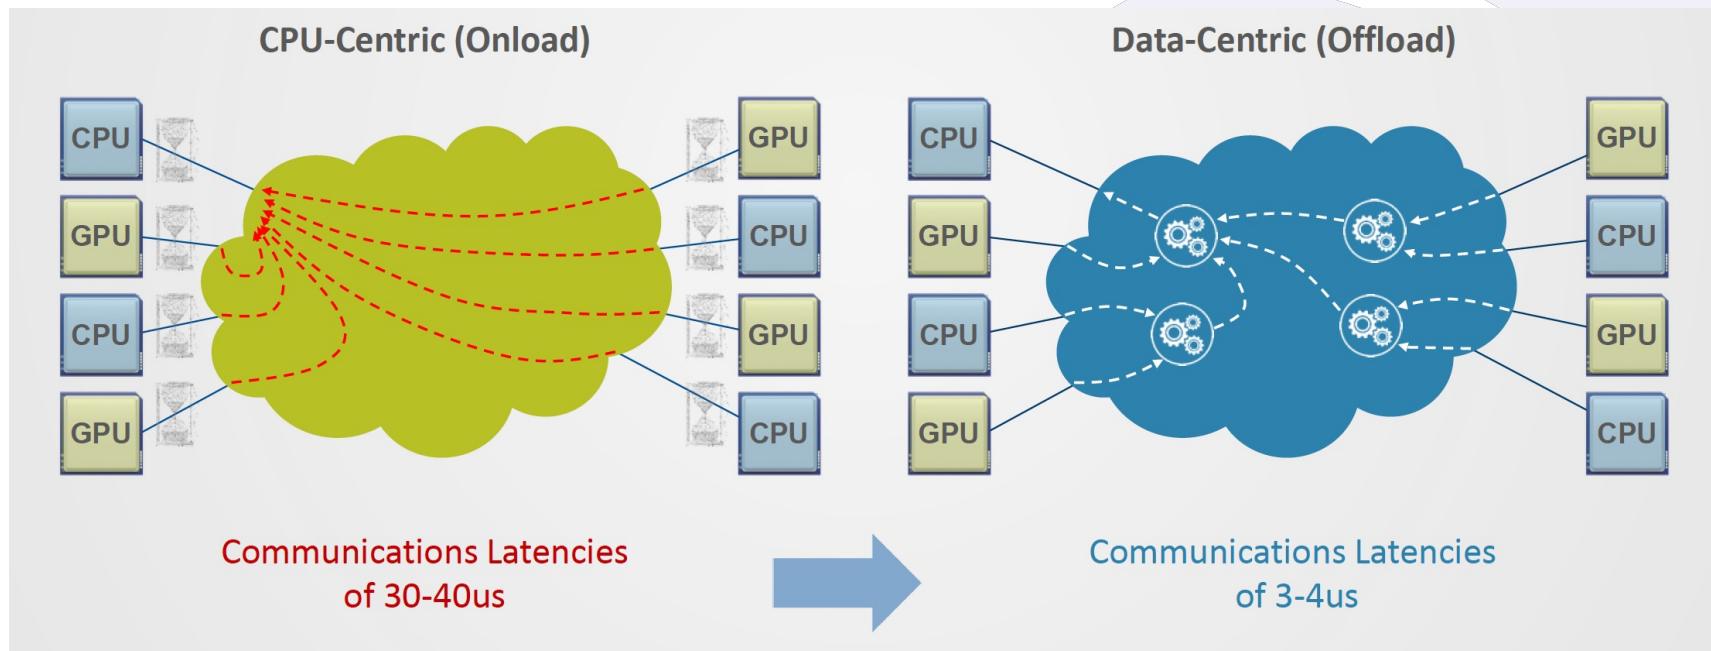 CPU-Centric (Onload)
CPU
GPU
CPU
GPU
GPU
CPU
GPU
CPU
Communications Latencies
of 30-40us
Data-Centric (Offload)
CPU
GPU
CPU
GPU
GPU
CPU
GPU
CPU
Communications Latencies
of 3-4us